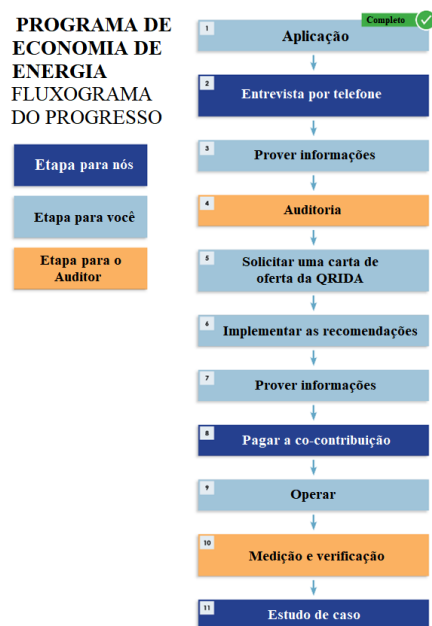 PROGRAMA DE
ECONOMIA DE
ENERGIA
FLUXOGRAMA
DO PROGRESSO
Etapa para nós
Etapa para você
Etapa para o
Auditor
Completo
1
Aplicação
2
Entrevista por telefone
3
Prover informações
4
Auditoria
5
Solicitar uma carta de
oferta da QRIDA
6
Implementar as recomendações
7
Prover informações
8
Pagar a co-contribuição
9
Operar
10
Medição e verificação
11
Estudo de caso